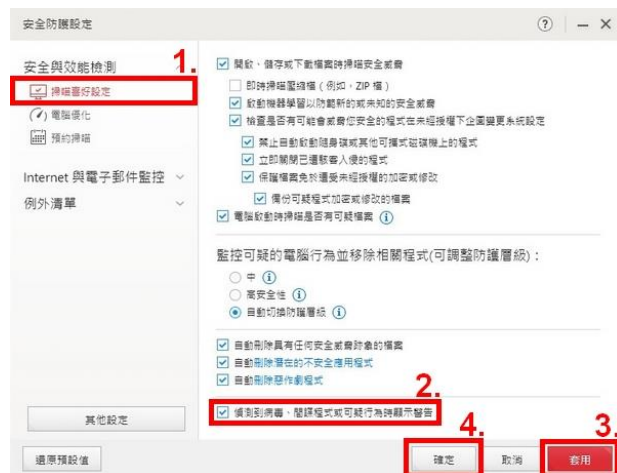 安全防護設定
?
安全與效能檢測
1.
掃描喜好設定
電腦優化
預約掃描
Internet 與電子郵件監控
例外清單
其他設定
開啟、儲存或下載檔案時掃描安全威脅
即時掃描壓縮檔（例如，ZIP 檔）
啟動機器學習以防範新的或未知的安全威脅
檢查是否有可能會威脅您安全的程式在未經授權下企圖變更系統設定
禁止自動啟動隨身碟或其他可攜式磁碟機上的程式
立即關閉已遭駭客入侵的程式
保護檔案免於遭受未經授權的加密或修改
備份可疑程式加密或修改的檔案
電腦啟動時掃描是否有可疑檔案
監控可疑的電腦行為並移除相關程式(可調整防護層級)：
中
高安全性
自動切換防護層級
自動刪除具有任何安全威脅跡象的檔案
自動刪除潛在的不安全應用程式
自動刪除惡作劇程式
2.
偵測到病毒、間諜程式或可疑行為時顯示警告
還原預設值
4.
確定
取消
3.
套用